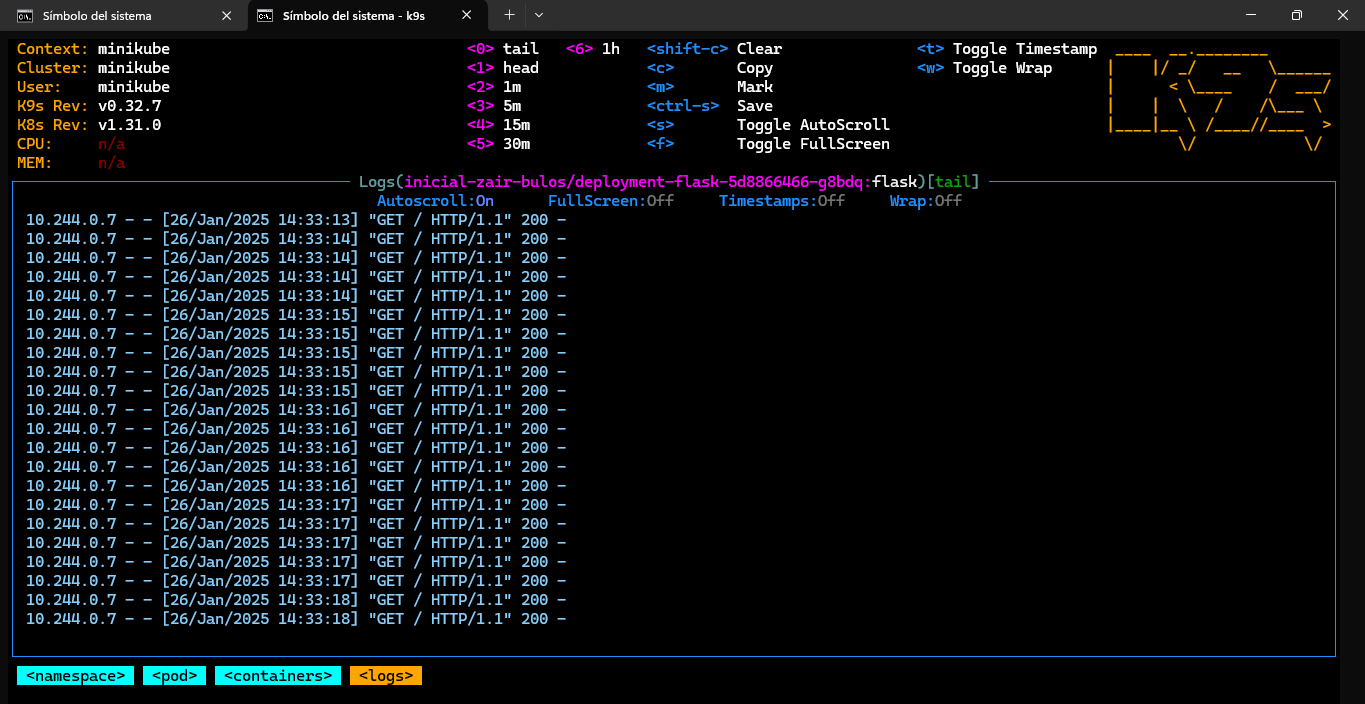 Símbolo del sistema
Símbolo del sistema - k9s
Context: minikube <0> tail <6> 1h <shift-c> Clear <t> Toggle Timestamp
Cluster: minikube <1> head <c> Copy <w> Toggle Wrap
User: minikube <2> 1m <m> Mark
K9s Rev: v0.32.7 <3> 5m <ctrl-s> Save
K8s Rev: v1.31.0 <4> 15m <s> Toggle AutoScroll
CPU: n/a <5> 30m <f> Toggle FullScreen
MEM: n/a
Logs(inicial-zair-bulos/deployment-flask-5d8866466-g8bdq:flask)[tail]
Autoscroll:On FullScreen:Off Timestamps:Off Wrap:Off
10.244.0.7 - - [26/Jan/2025 14:33:13] "GET / HTTP/1.1" 200 -
10.244.0.7 - - [26/Jan/2025 14:33:14] "GET / HTTP/1.1" 200 -
10.244.0.7 - - [26/Jan/2025 14:33:14] "GET / HTTP/1.1" 200 -
10.244.0.7 - - [26/Jan/2025 14:33:14] "GET / HTTP/1.1" 200 -
10.244.0.7 - - [26/Jan/2025 14:33:14] "GET / HTTP/1.1" 200 -
10.244.0.7 - - [26/Jan/2025 14:33:15] "GET / HTTP/1.1" 200 -
10.244.0.7 - - [26/Jan/2025 14:33:15] "GET / HTTP/1.1" 200 -
10.244.0.7 - - [26/Jan/2025 14:33:15] "GET / HTTP/1.1" 200 -
10.244.0.7 - - [26/Jan/2025 14:33:15] "GET / HTTP/1.1" 200 -
10.244.0.7 - - [26/Jan/2025 14:33:15] "GET / HTTP/1.1" 200 -
10.244.0.7 - - [26/Jan/2025 14:33:16] "GET / HTTP/1.1" 200 -
10.244.0.7 - - [26/Jan/2025 14:33:16] "GET / HTTP/1.1" 200 -
10.244.0.7 - - [26/Jan/2025 14:33:16] "GET / HTTP/1.1" 200 -
10.244.0.7 - - [26/Jan/2025 14:33:16] "GET / HTTP/1.1" 200 -
10.244.0.7 - - [26/Jan/2025 14:33:16] "GET / HTTP/1.1" 200 -
10.244.0.7 - - [26/Jan/2025 14:33:17] "GET / HTTP/1.1" 200 -
10.244.0.7 - - [26/Jan/2025 14:33:17] "GET / HTTP/1.1" 200 -
10.244.0.7 - - [26/Jan/2025 14:33:17] "GET / HTTP/1.1" 200 -
10.244.0.7 - - [26/Jan/2025 14:33:17] "GET / HTTP/1.1" 200 -
10.244.0.7 - - [26/Jan/2025 14:33:17] "GET / HTTP/1.1" 200 -
10.244.0.7 - - [26/Jan/2025 14:33:18] "GET / HTTP/1.1" 200 -
10.244.0.7 - - [26/Jan/2025 14:33:18] "GET / HTTP/1.1" 200 -
<namespace> <pod> <containers> <logs>